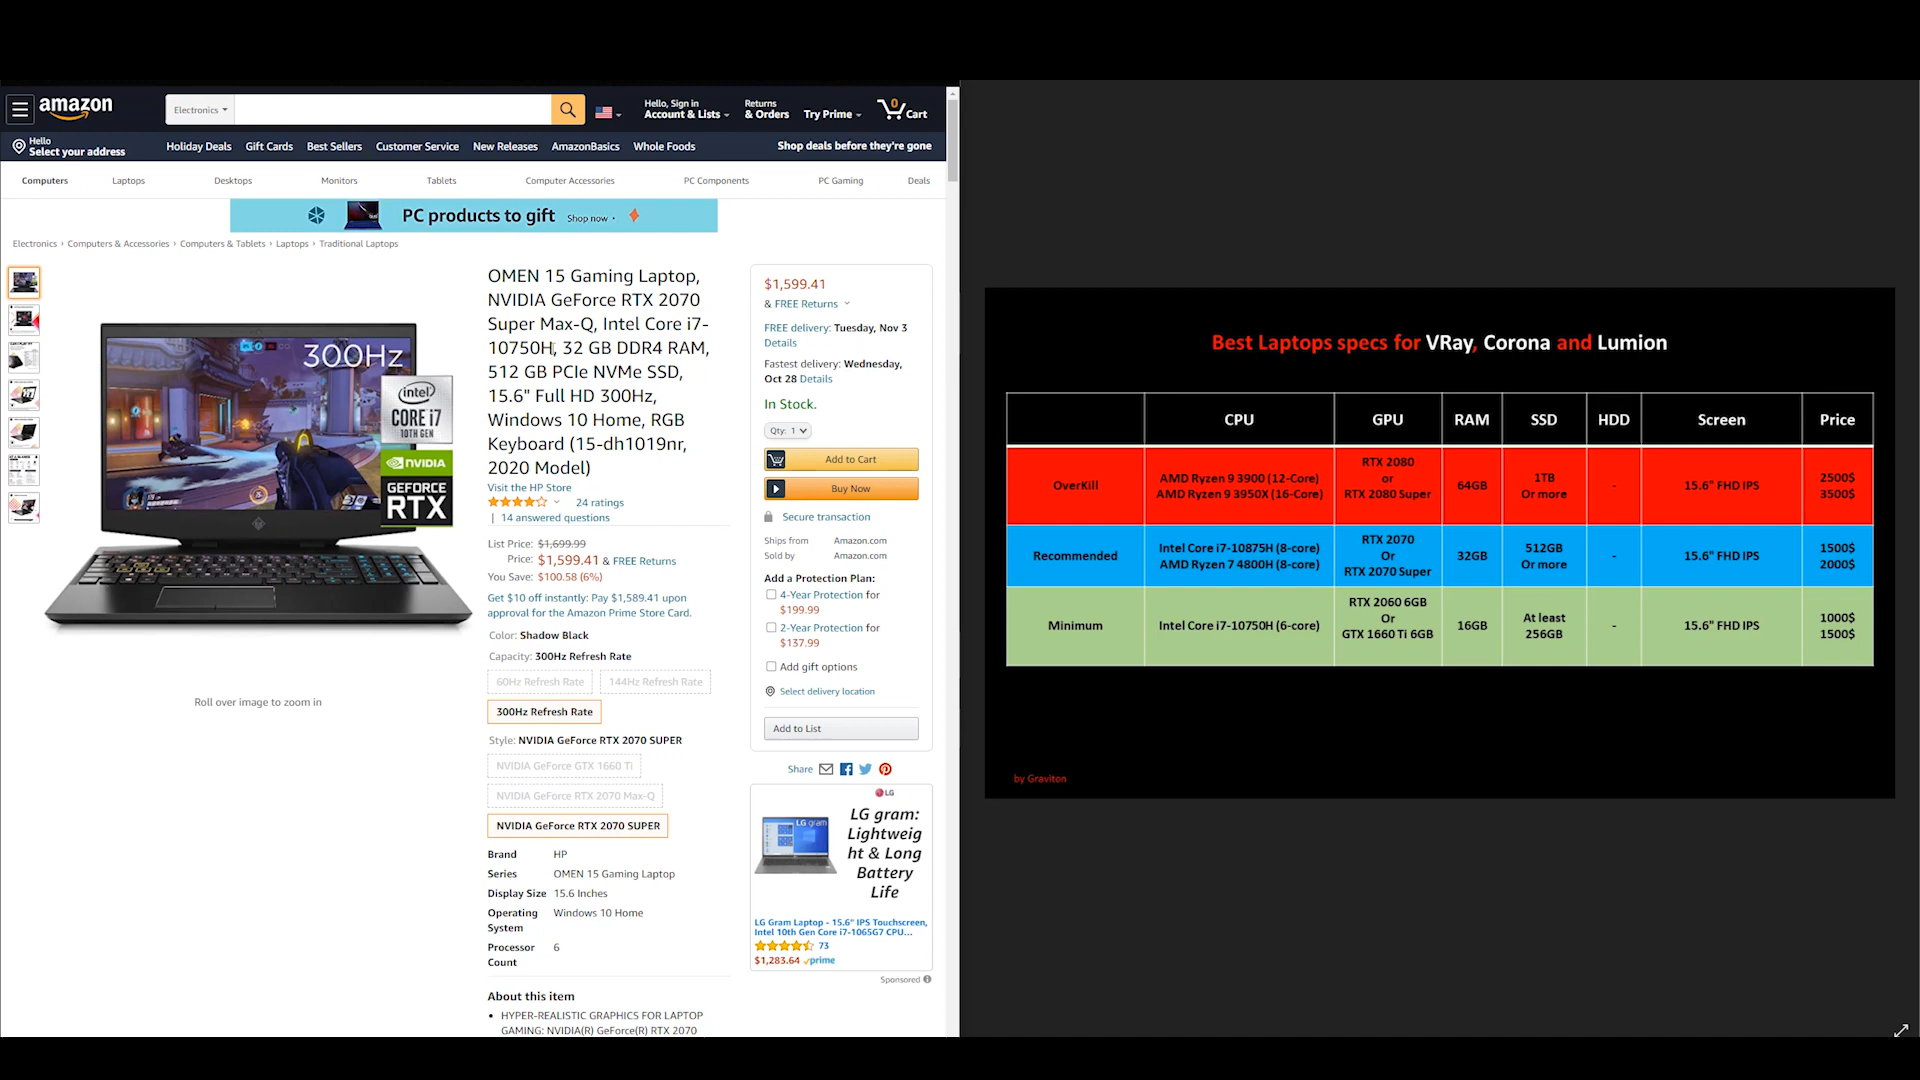 amazon
Electronics
Hello, Sign in
Account & Lists
Returns
& Orders
Try Prime
0
Cart
Hello
Select your address
Holiday Deals
Gift Cards
Best Sellers
Customer Service
New Releases
AmazonBasics
Whole Foods
Shop deals before they're gone
Computers
Laptops
Desktops
Monitors
Tablets
Computer Accessories
PC Components
PC Gaming
Deals
PC products to gift
Shop now ›
Electronics › Computers & Accessories › Computers & Tablets › Laptops › Traditional Laptops
300Hz
intel
CORE i7
10TH GEN
NVIDIA
GEFORCE
RTX
Roll over image to zoom in
OMEN 15 Gaming Laptop,
NVIDIA GeForce RTX 2070
Super Max-Q, Intel Core i7-
10750H, 32 GB DDR4 RAM,
512 GB PCIe NVMe SSD,
15.6" Full HD 300Hz,
Windows 10 Home, RGB
Keyboard (15-dh1019nr,
2020 Model)
Visit the HP Store
24 ratings
| 14 answered questions
List Price: $1,699.99
Price: $1,599.41 & FREE Returns
You Save: $100.58 (6%)
Get $10 off instantly: Pay $1,589.41 upon
approval for the Amazon Prime Store Card.
Color: Shadow Black
Capacity: 300Hz Refresh Rate
60Hz Refresh Rate
144Hz Refresh Rate
300Hz Refresh Rate
Style: NVIDIA GeForce RTX 2070 SUPER
NVIDIA GeForce GTX 1660 Ti
NVIDIA GeForce RTX 2070 Max-Q
NVIDIA GeForce RTX 2070 SUPER
Brand HP
Series OMEN 15 Gaming Laptop
Display Size 15.6 Inches
Operating System Windows 10 Home
Processor Count 6
About this item
• HYPER-REALISTIC GRAPHICS FOR LAPTOP
GAMING: NVIDIA(R) GeForce(R) RTX 2070
$1,599.41
& FREE Returns
FREE delivery: Tuesday, Nov 3
Details
Fastest delivery: Wednesday,
Oct 28 Details
In Stock.
Qty: 1
Add to Cart
Buy Now
Secure transaction
Ships from Amazon.com
Sold by Amazon.com
Add a Protection Plan:
4-Year Protection for
$199.99
2-Year Protection for
$137.99
Add gift options
Select delivery location
Add to List
Share
LG
LG gram
LG gram:
Lightweig
ht & Long
Battery
Life
LG Gram Laptop - 15.6" IPS Touchscreen,
Intel 10th Gen Core i7-1065G7 CPU...
73
$1,283.64 prime
Sponsored
Best Laptops specs for VRay, Corona and Lumion
CPU GPU RAM SSD HDD Screen Price
OverKill
AMD Ryzen 9 3900 (12-Core)
AMD Ryzen 9 3950X (16-Core)
RTX 2080
or
RTX 2080 Super
64GB
1TB
Or more
-
15.6" FHD IPS
2500$
3500$
Recommended
Intel Core i7-10875H (8-core)
AMD Ryzen 7 4800H (8-core)
RTX 2070
Or
RTX 2070 Super
32GB
512GB
Or more
-
15.6" FHD IPS
1500$
2000$
Minimum
Intel Core i7-10750H (6-core)
RTX 2060 6GB
Or
GTX 1660 Ti 6GB
16GB
At least
256GB
-
15.6" FHD IPS
1000$
1500$
by Graviton